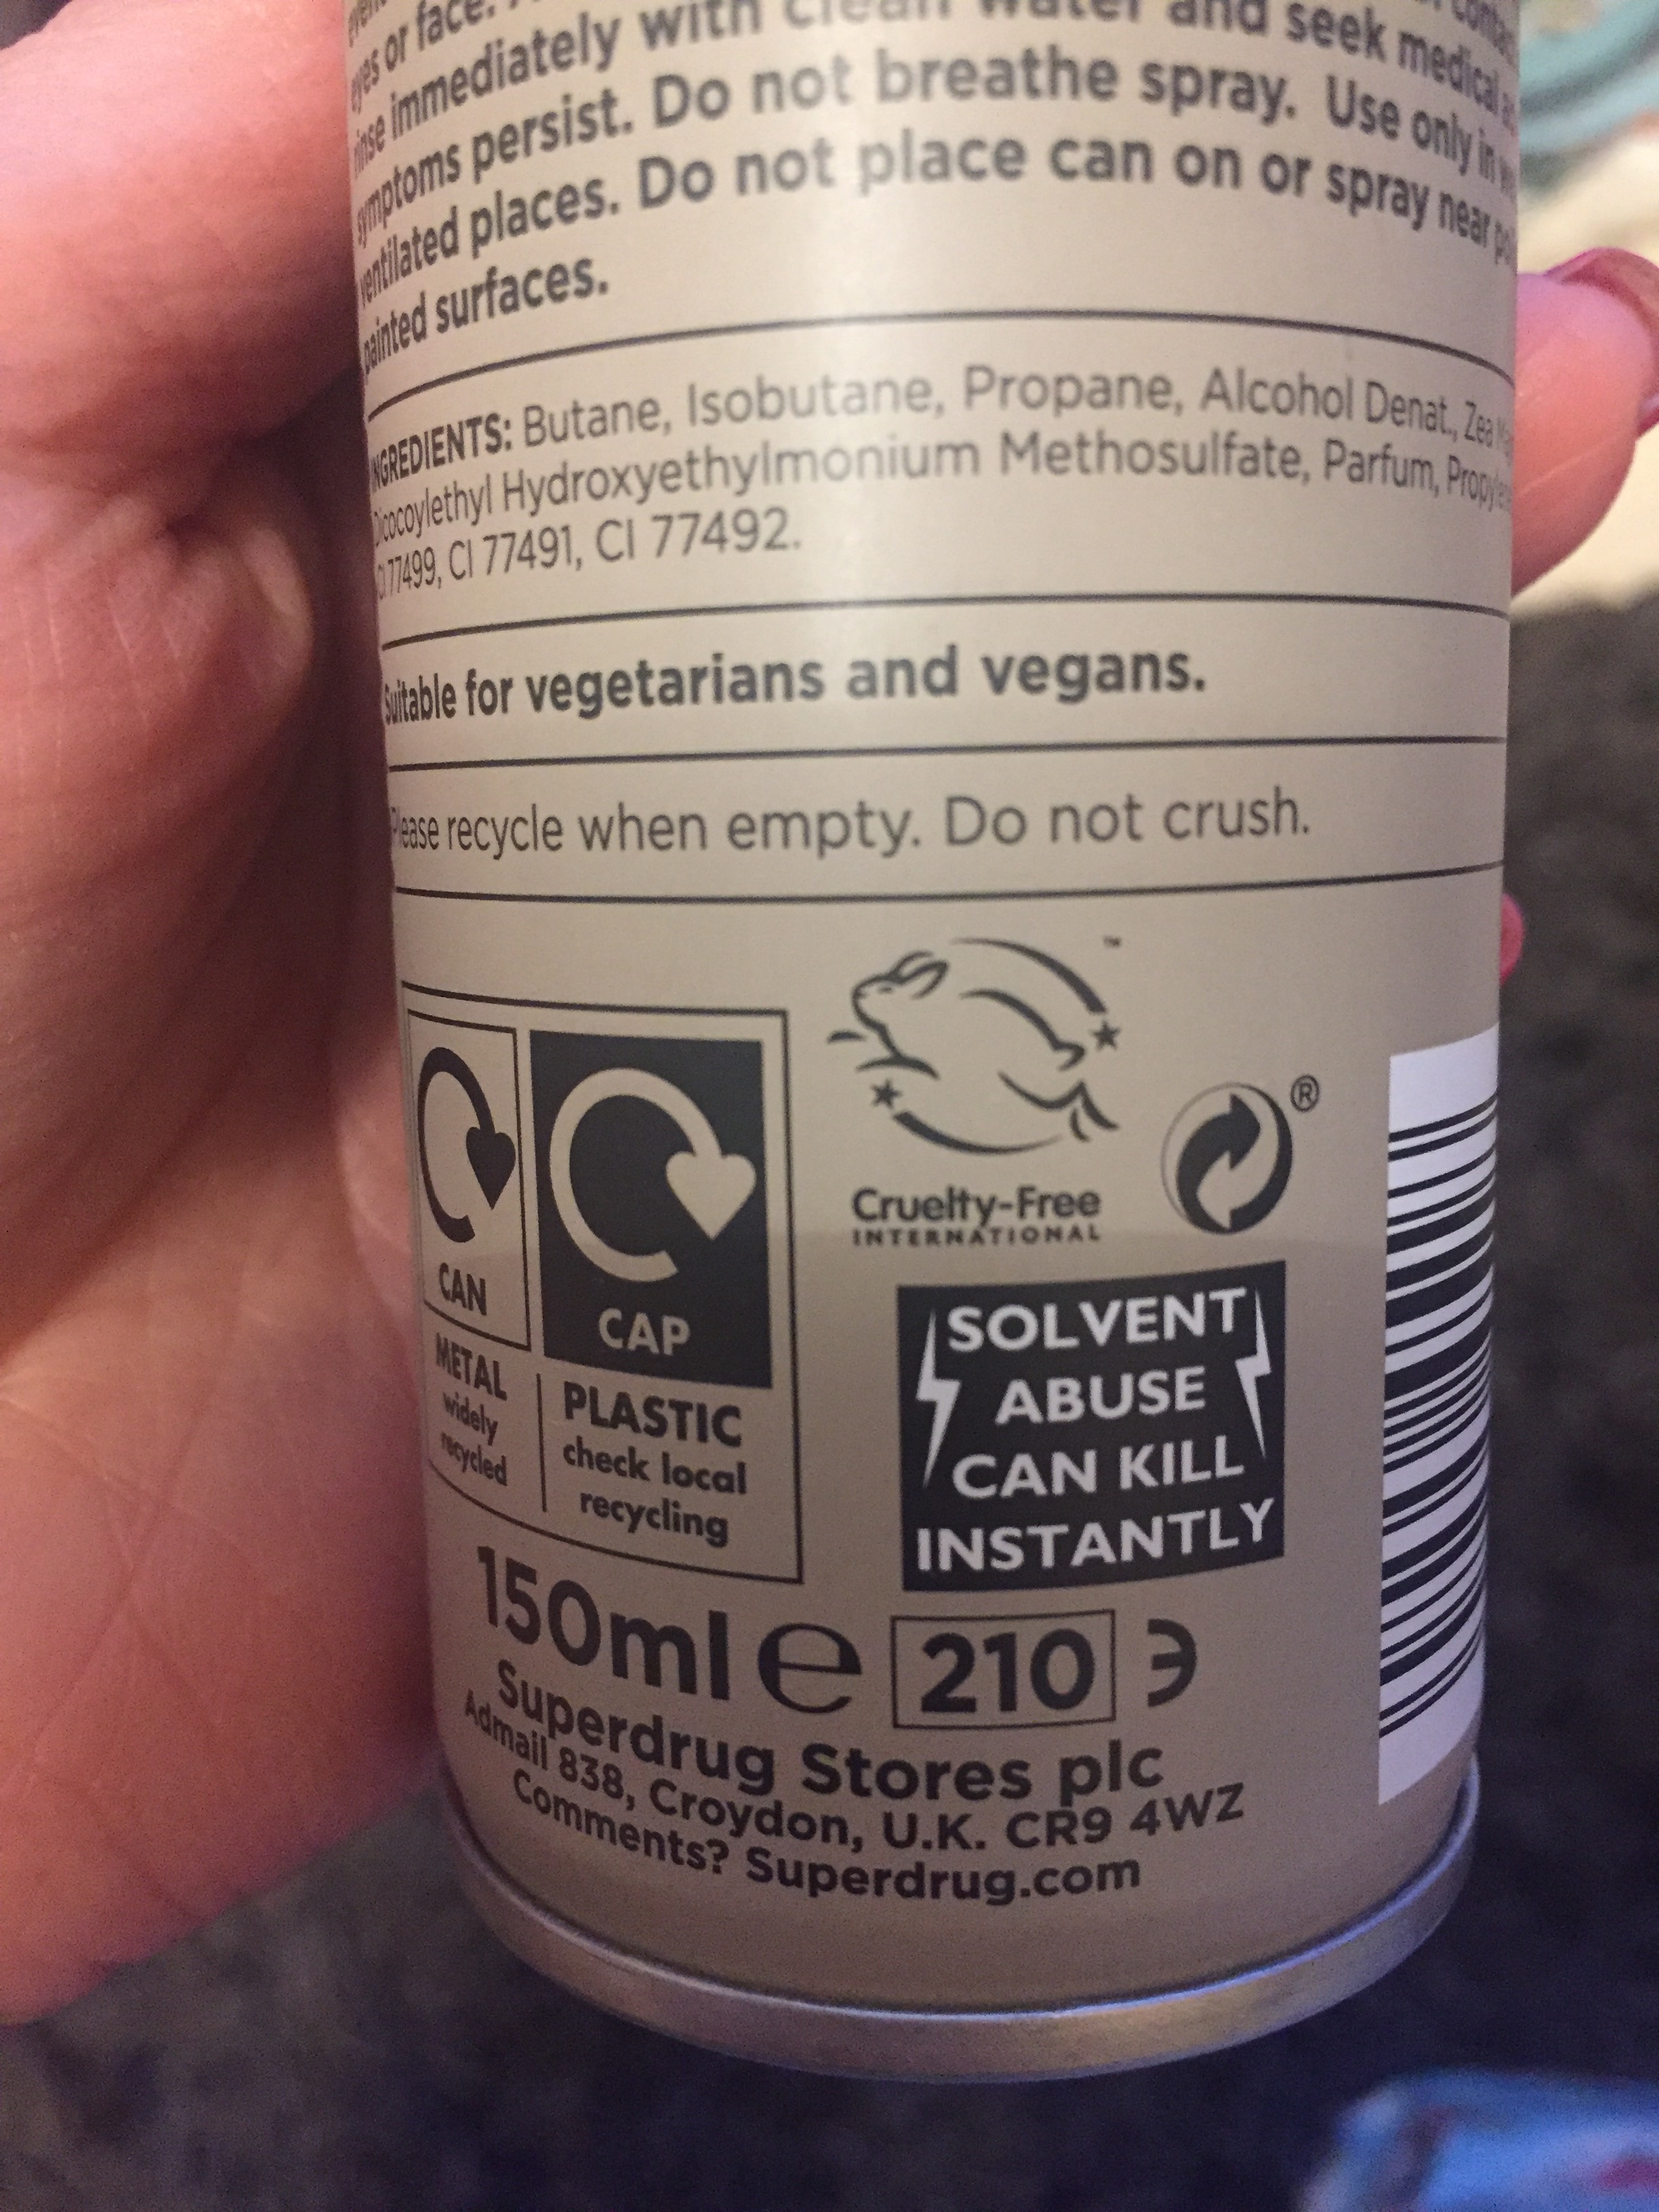 eyes or face.
rinse immediately with clean water and seek medical
symptoms persist. Do not breathe spray. Use only in
ventilated places. Do not place can on or spray near
painted surfaces.
INGREDIENTS: Butane, Isobutane, Propane, Alcohol Denat., Zea
Dicocoylethyl Hydroxyethylmonium Methosulfate, Parfum,
CI 77499, CI 77491, CI 77492.
Suitable for vegetarians and vegans.
Please recycle when empty. Do not crush.
™
®
Cruelty-Free
INTERNATIONAL
CAN
CAP
METAL
widely
recycled
PLASTIC
check local
recycling
SOLVENT
ABUSE
CAN KILL
INSTANTLY
150ml e 210 3
Superdrug Stores plc
Admail 838, Croydon, U.K. CR9 4WZ
Comments? Superdrug.com